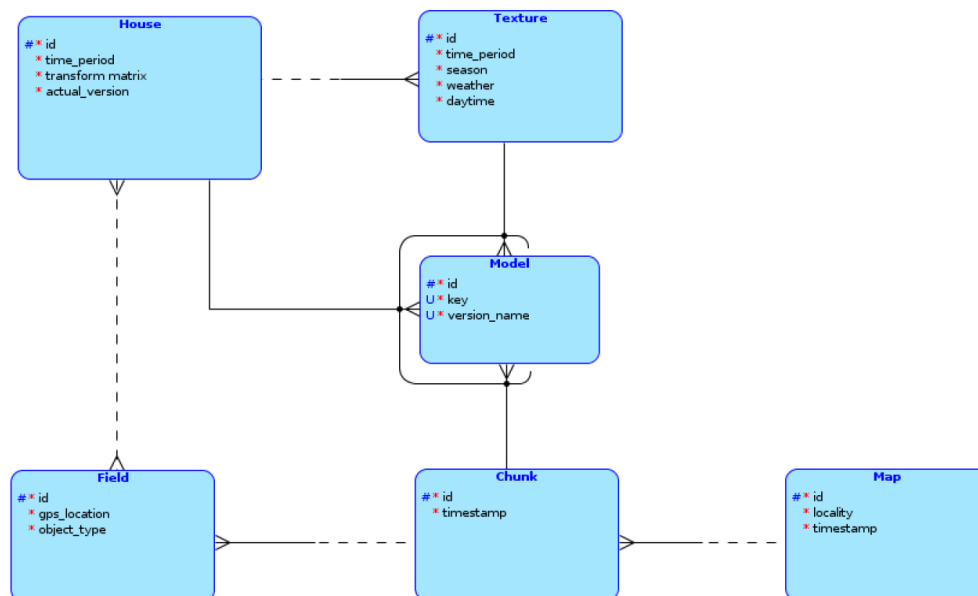 House
# * id
* time_period
* transform matrix
* actual_version
Texture
# * id
* time_period
* season
* weather
* daytime
Model
# * id
U * key
U * version_name
Field
# * id
* gps_location
* object_type
Chunk
# * id
* timestamp
Map
# * id
* locality
* timestamp